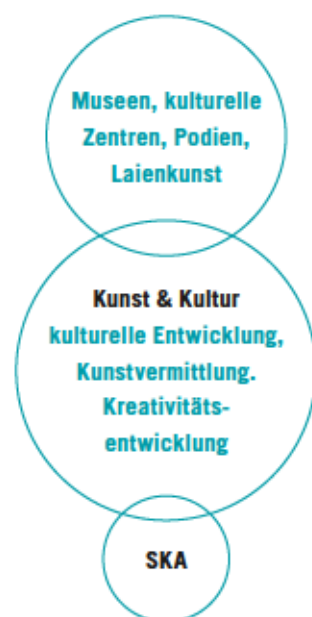 Museen, kulturelle
Zentren, Podien,
Laienkunst
Kunst & Kultur
kulturelle Entwicklung,
Kunstvermittlung.
Kreativitäts-
entwicklung
SKA